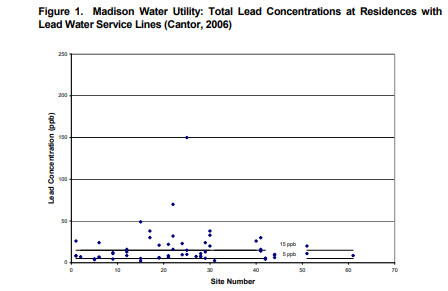 Figure 1. Madison Water Utility: Total Lead Concentrations at Residences with
Lead Water Service Lines (Cantor, 2006)
250
200
150
100
50
0
Lead Concentration (ppb)
15 ppb
5 ppb
0 10 20 30 40 50 60 70
Site Number